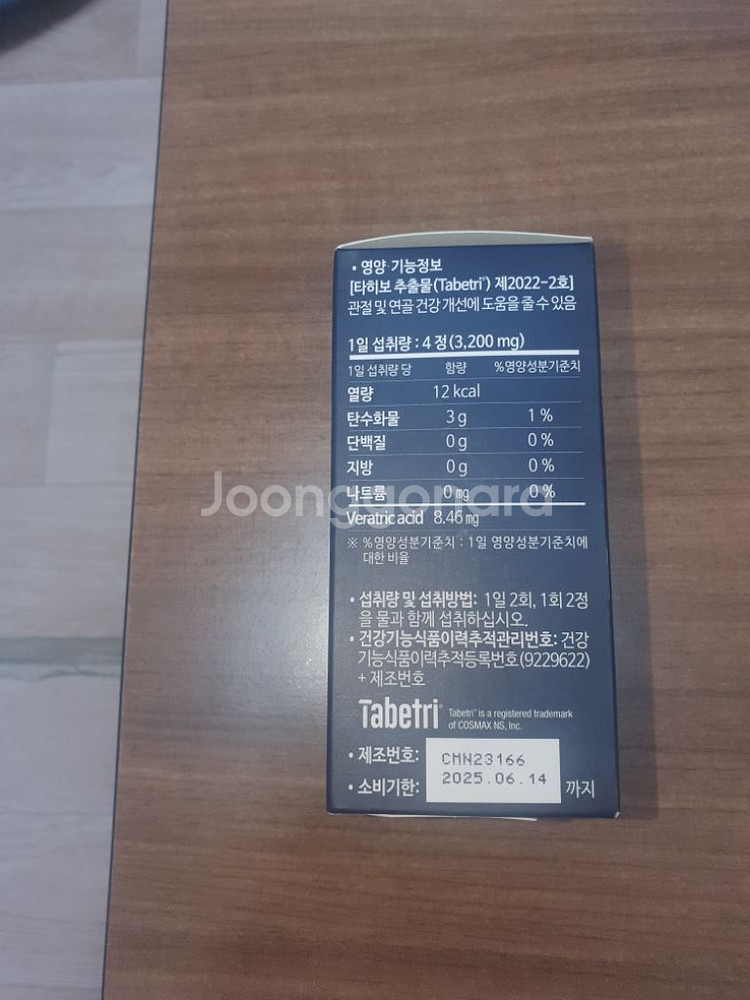 • 영양·기능정보
[타히보 추출물(Tabetri™) 제2022-2호]
관절 및 연골 건강 개선에 도움을 줄 수 있음
1일 섭취량 : 4 정 (3,200 mg)
1일 섭취량 당 함량 %영양성분기준치
열량 12 kcal
탄수화물 3 g 1 %
단백질 0 g 0 %
지방 0 g 0 %
나트륨 0 mg 0 %
Joonggonara
Veratric acid 8.46 mg
※ %영양성분기준치 : 1일 영양성분기준치에
대한 비율
• 섭취량 및 섭취방법: 1일 2회, 1회 2정
을 물과 함께 섭취하십시오.
• 건강기능식품이력추적관리번호: 건강
기능식품이력추적등록번호(9229622)
+ 제조번호
Tabetri™ Tabetri™ is a registered trademark
of COSMAX NS, Inc.
• 제조번호: CMN23166
• 소비기한: 2025.06.14 까지